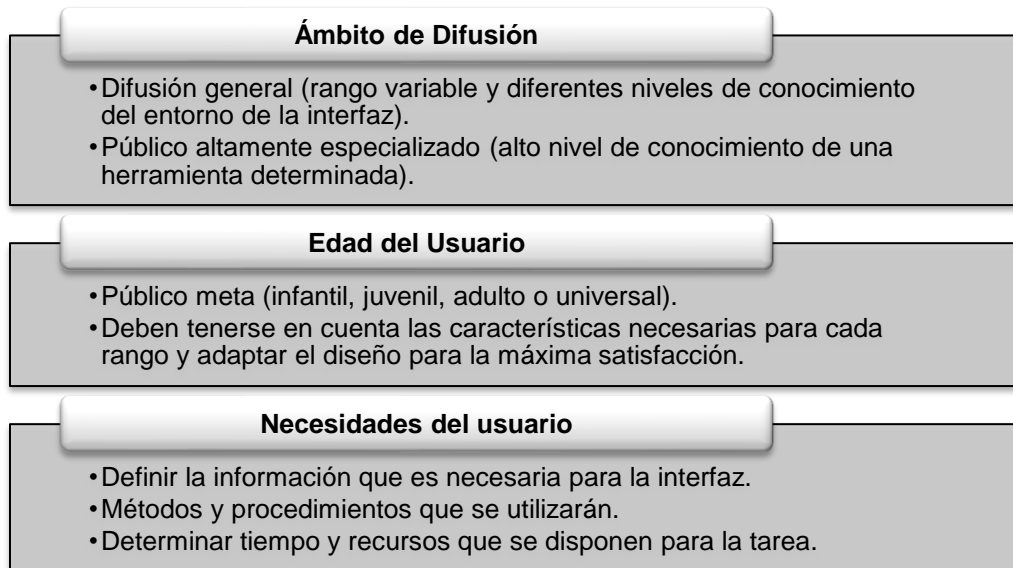 Ámbito de Difusión
•Difusión general (rango variable y diferentes niveles de conocimiento
del entorno de la interfaz).
•Público altamente especializado (alto nivel de conocimiento de una
herramienta determinada).
Edad del Usuario
•Público meta (infantil, juvenil, adulto o universal).
•Deben tenerse en cuenta las características necesarias para cada
rango y adaptar el diseño para la máxima satisfacción.
Necesidades del usuario
•Definir la información que es necesaria para la interfaz.
•Métodos y procedimientos que se utilizarán.
•Determinar tiempo y recursos que se disponen para la tarea.